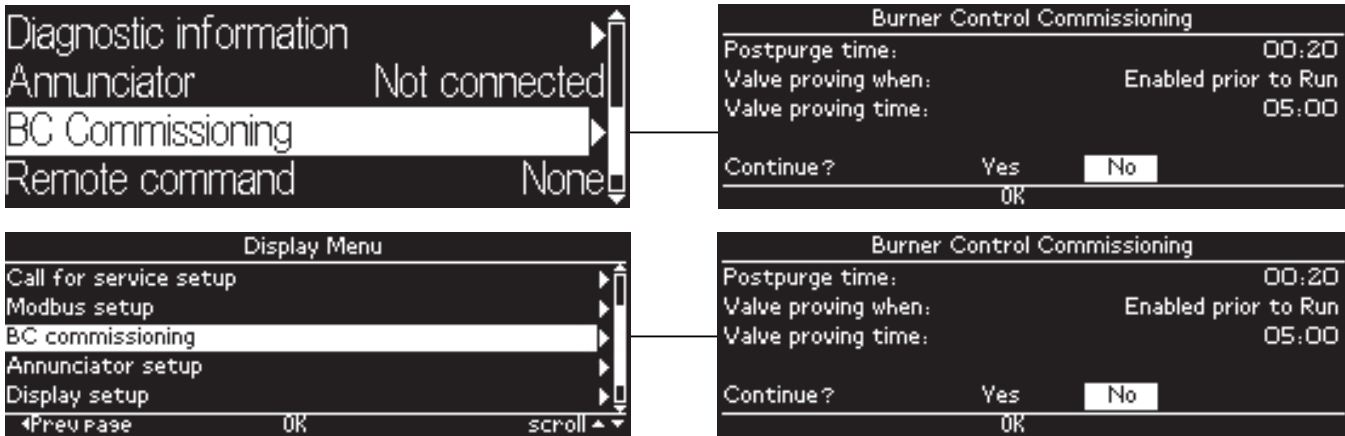 Diagnostic information
Annunciator Not connected
BC Commissioning
Remote command None
Burner Control Commissioning
Postpurge time: 00:20
Valve proving when: Enabled prior to Run
Valve proving time: 05:00
Continue? Yes No
OK
Display Menu
Call for service setup
Modbus setup
BC commissioning
Annunciator setup
Display setup
Prev page OK scroll
Burner Control Commissioning
Postpurge time: 00:20
Valve proving when: Enabled prior to Run
Valve proving time: 05:00
Continue? Yes No
OK